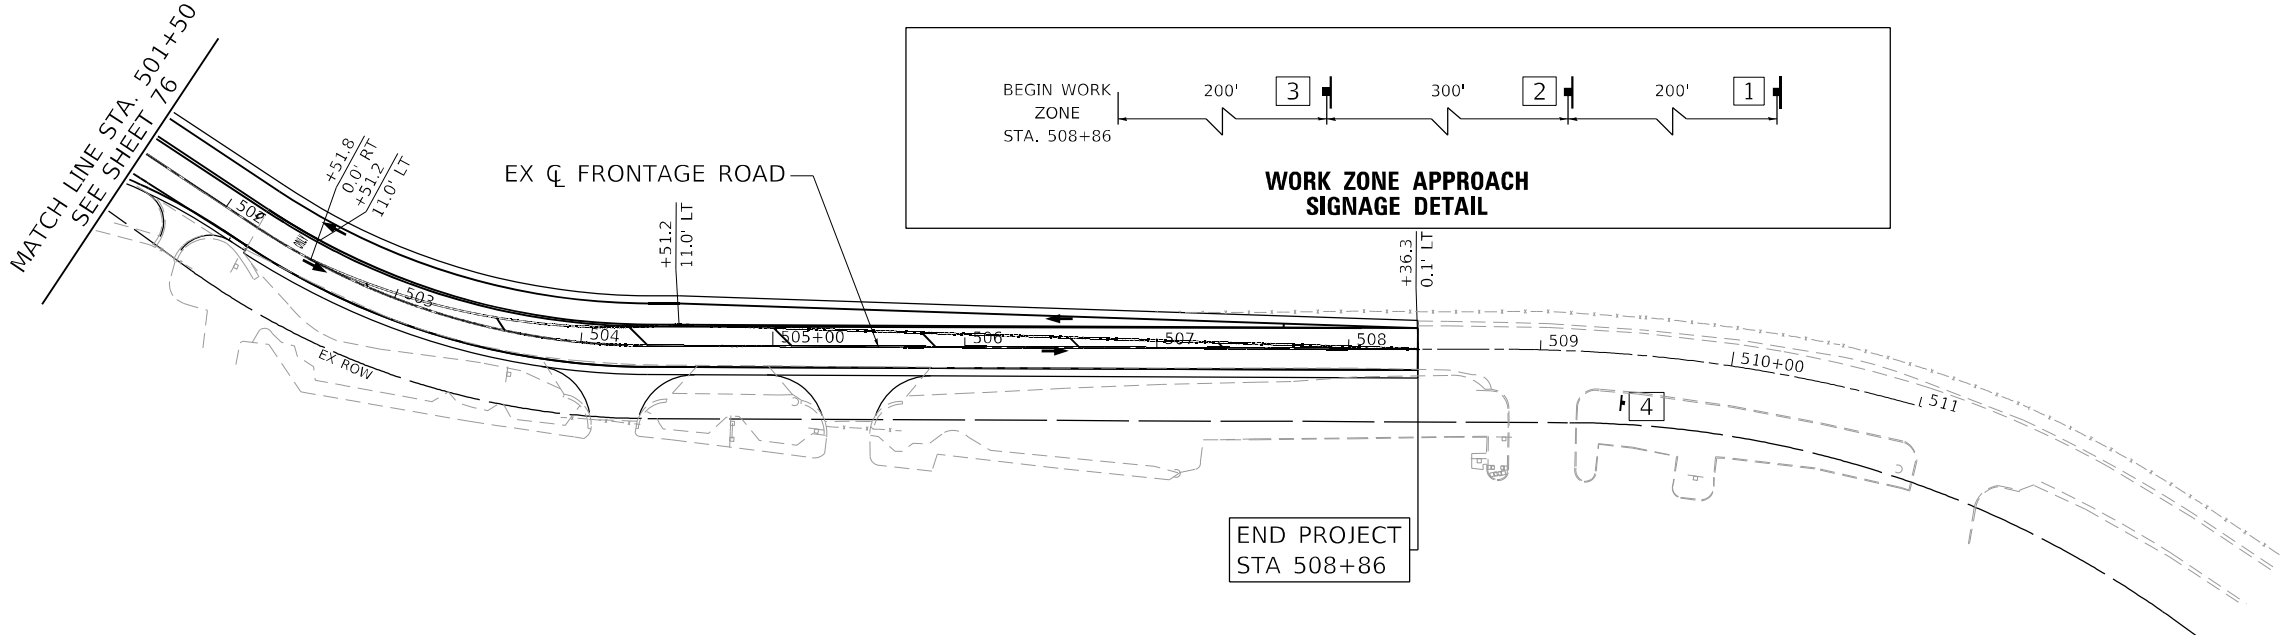 MATCH LINE STA. 501+50
SEE SHEET 76
+51.8
0.0' RT
+51.2
11.0' LT
EX ℄ FRONTAGE ROAD
+51.2
11.0' LT
BEGIN WORK
ZONE
STA. 508+86
200'
3
300'
2
200'
1
WORK ZONE APPROACH
SIGNAGE DETAIL
+36.3
0.1' LT
502
503
504
505+00
506
507
508
509
510+00
511
EX ROW
4
END PROJECT
STA 508+86